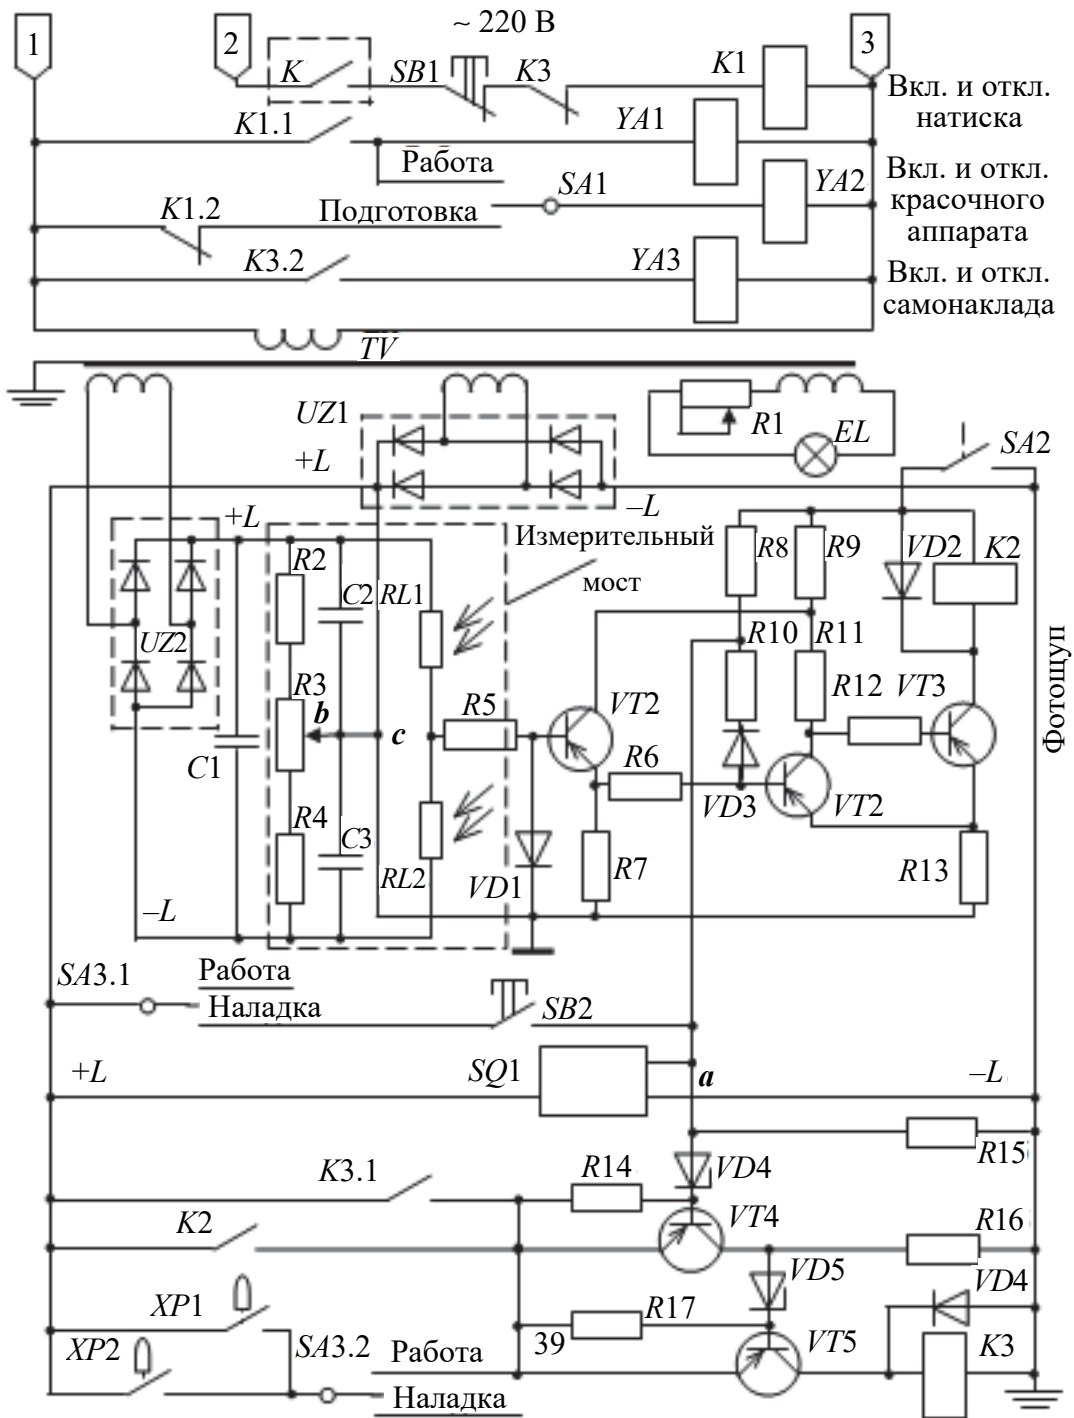 ~ 220 В
1
2
3
K
SB1
K3
K1
Вкл. и откл.
натиска
K1.1
YA1
Работа
SA1
YA2
Вкл. и откл.
красочного
аппарата
K1.2
Подготовка
K3.2
YA3
Вкл. и откл.
самонаклада
TV
UZ1
R1
EL
SA2
+L
–L
+L
Измерительный
мост
R8
R9
VD2
K2
R2
C2
RL1
UZ2
R10
R11
R3
b
c
R5
VT2
R12
VT3
Фотощуп
C1
R6
VD3
VT2
R4
C3
RL2
VD1
R7
R13
–L
SA3.1
Работа
Наладка
SB2
+L
SQ1
a
–L
R15
K3.1
R14
VD4
K2
VT4
R16
VD5
VD4
XP1
R17
XP2
SA3.2
Работа
39
VT5
K3
Наладка